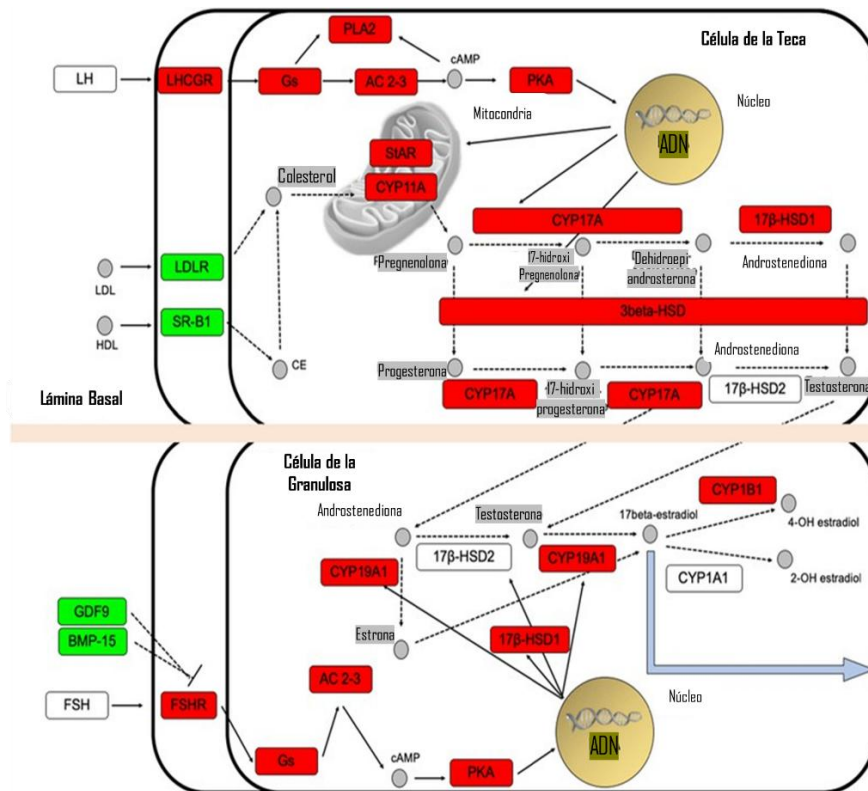 PLA2
Célula de la Teca
cAMP
LH
LHCGR
Gs
AC 2-3
PKA
Núcleo
Mitocondria
ADN
StAR
Colesterol
CYP11A
CYP17A
17β-HSD1
LDLR
Pregnenolona
17-hidroxi
Pregnenolona
Dehidroepi
androsterona
Androstenediona
LDL
SR-B1
3beta-HSD
HDL
CE
Androstenediona
Progesterona
CYP17A
17-hidroxi
progesterona
CYP17A
17β-HSD2
Testosterona
Lámina Basal
Célula de la
Granulosa
CYP1B1
Androstenediona
Testosterona
17beta-estradiol
4-OH estradiol
17β-HSD2
CYP19A1
CYP19A1
CYP1A1
2-OH estradiol
GDF9
BMP-15
Estrona
17β-HSD1
AC 2-3
FSH
FSHR
Núcleo
ADN
Gs
cAMP
PKA